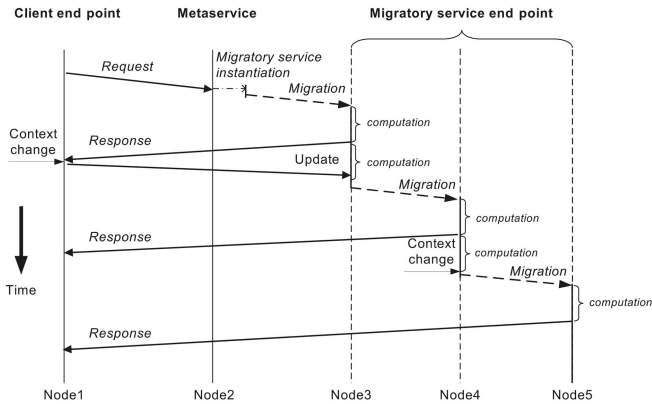 Client end point
Metaservice
Migratory service end point
Request
Migratory service
instantiation
Migration
computation
Context
change
Response
Update
computation
Migration
computation
Response
Context
change
computation
Time
Migration
computation
Response
Node1
Node2
Node3
Node4
Node5